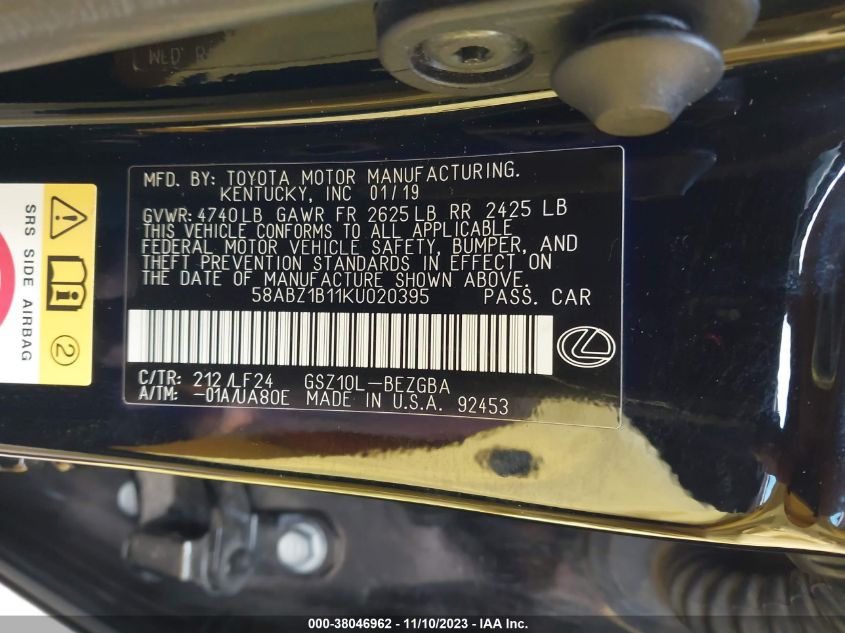 WLD
MFD. BY: TOYOTA MOTOR MANUFACTURING.
KENTUCKY, INC 01/19
GVWR: 4740LB GAWR FR 2625LB RR 2425 LB
THIS VEHICLE CONFORMS TO ALL APPLICABLE
FEDERAL MOTOR VEHICLE SAFETY, BUMPER, AND
THEFT PREVENTION STANDARDS IN EFFECT ON
THE DATE OF MANUFACTURE SHOWN ABOVE.
58ABZ1B11KU020395 PASS. CAR
C/TR: 212/LF24 GSZ10L-BEZGBA
A/TM: -01A/UA80E MADE IN U.S.A. 92453
SRS SIDE AIRBAG
2
000-38046962 - 11/10/2023 - IAA Inc.